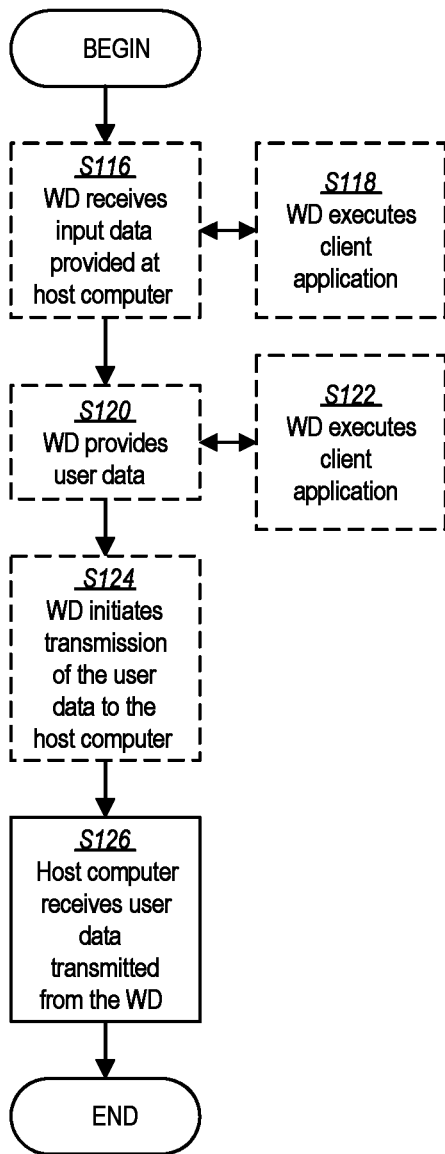 BEGIN
S116
WD receives
input data
provided at
host computer
S118
WD executes
client
application
S120
WD provides
user data
S122
WD executes
client
application
S124
WD initiates
transmission
of the user
data to the
host computer
S126
Host computer
receives user
data
transmitted
from the WD
END